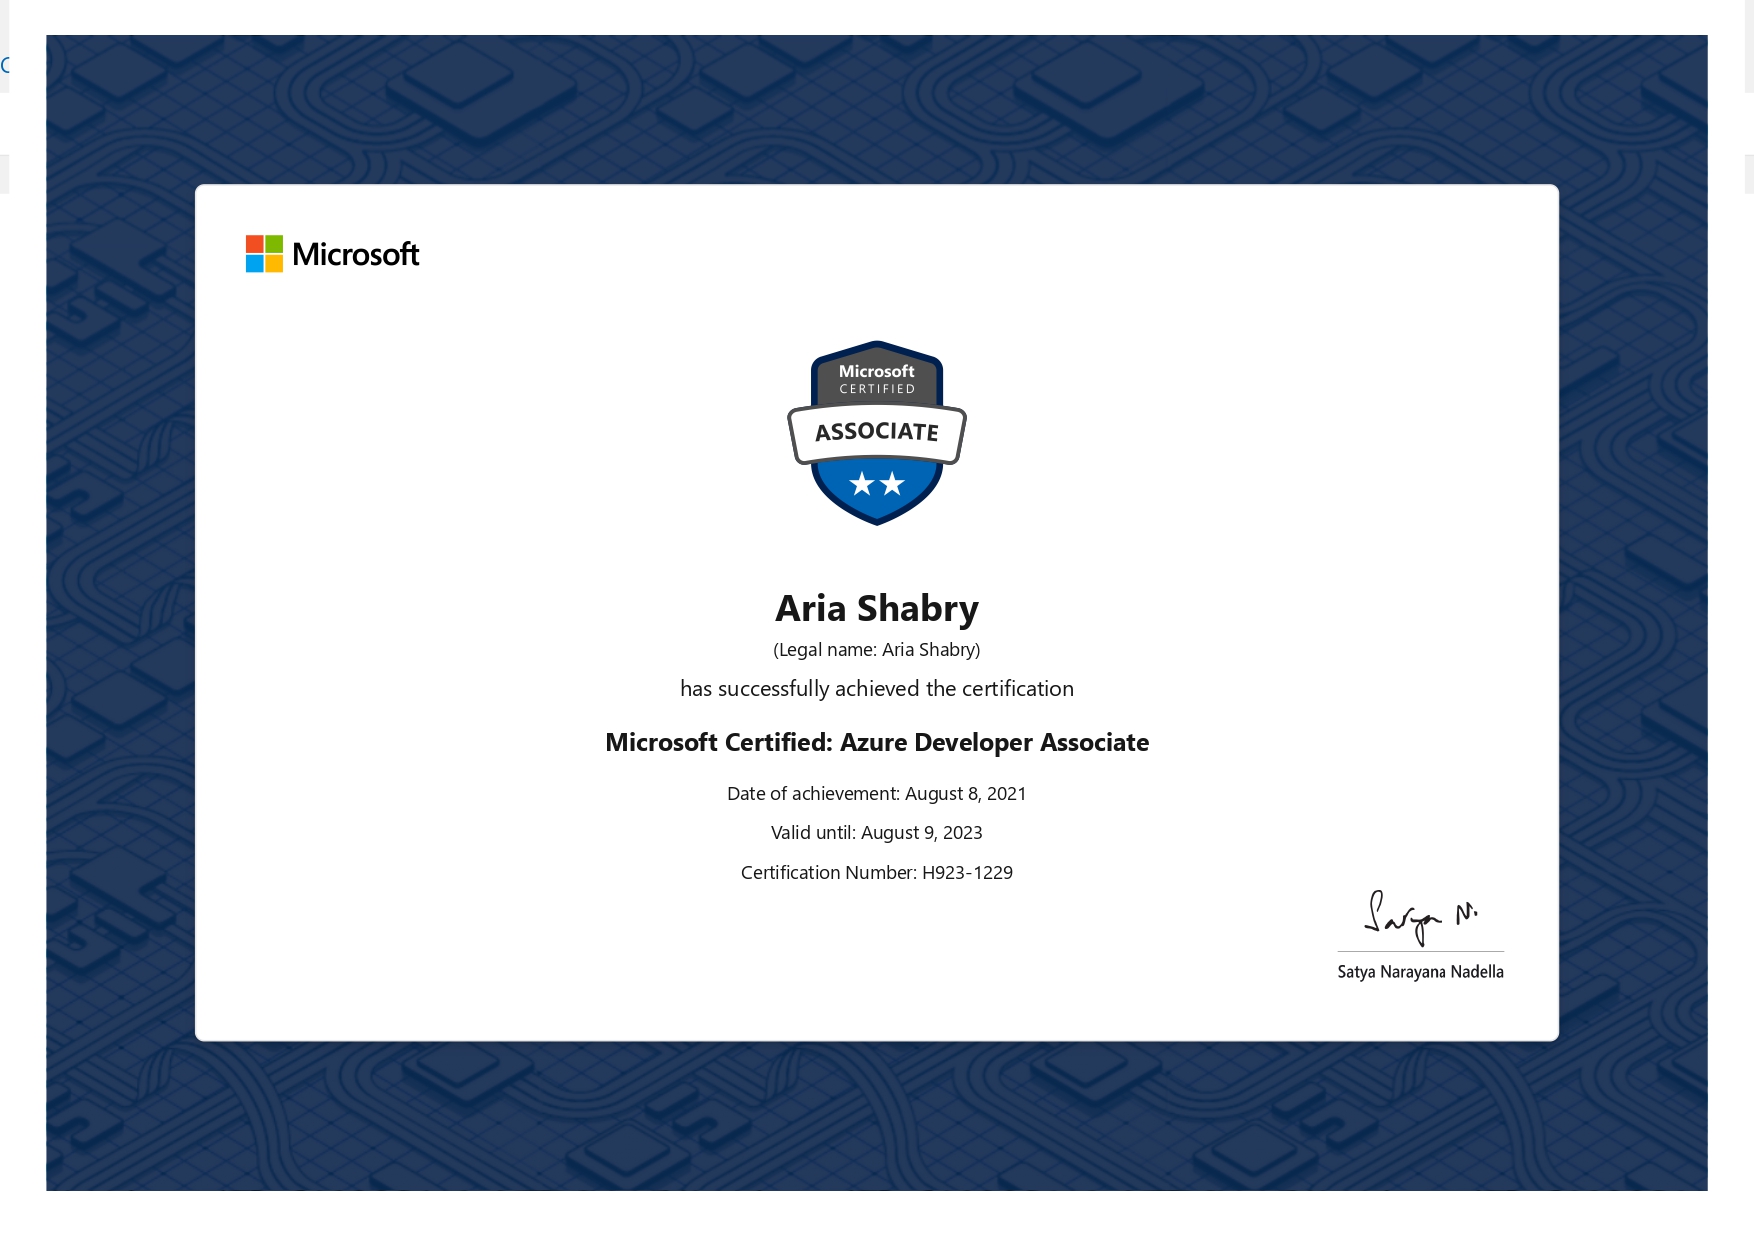 Microsoft
Microsoft
CERTIFIED
ASSOCIATE
Aria Shabry
(Legal name: Aria Shabry)
has successfully achieved the certification
Microsoft Certified: Azure Developer Associate
Date of achievement: August 8, 2021
Valid until: August 9, 2023
Certification Number: H923-1229
Satya N.
Satya Narayana Nadella